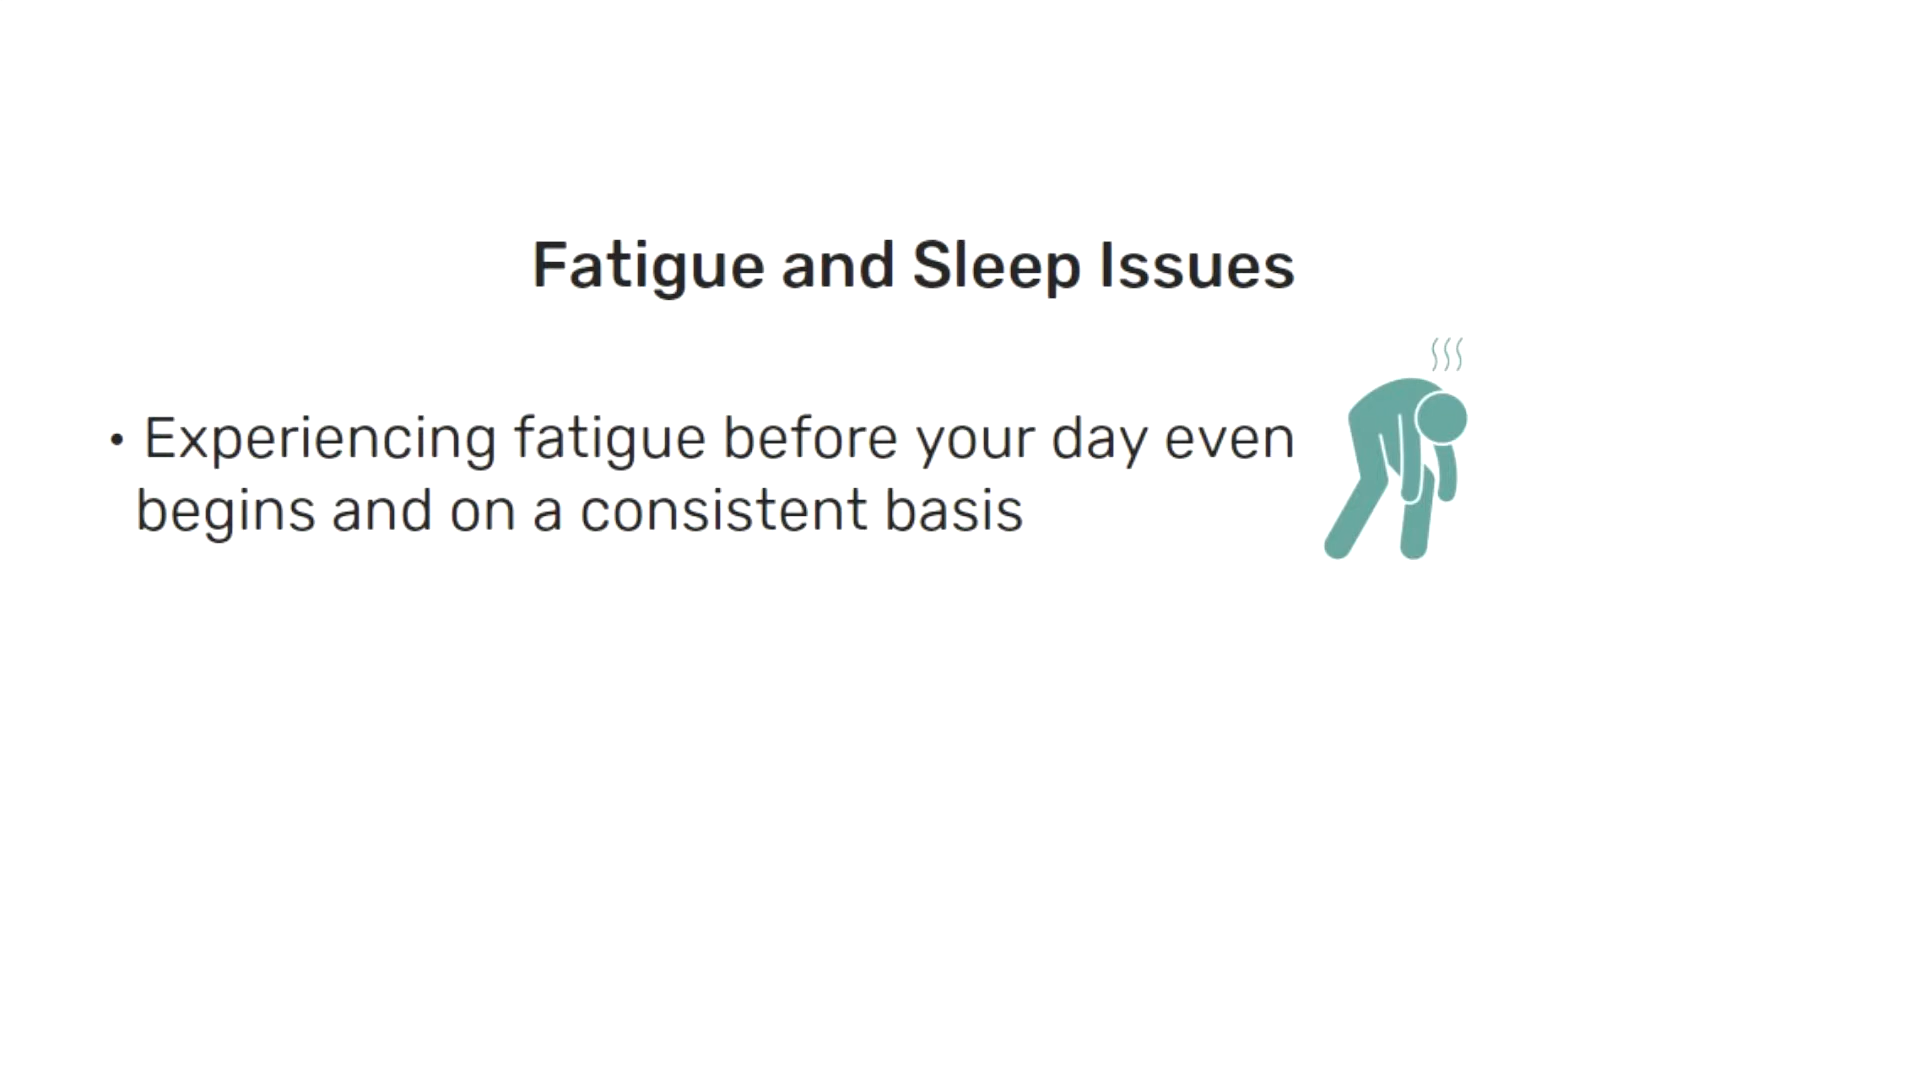 Fatigue and Sleep Issues
• Experiencing fatigue before your day even
begins and on a consistent basis